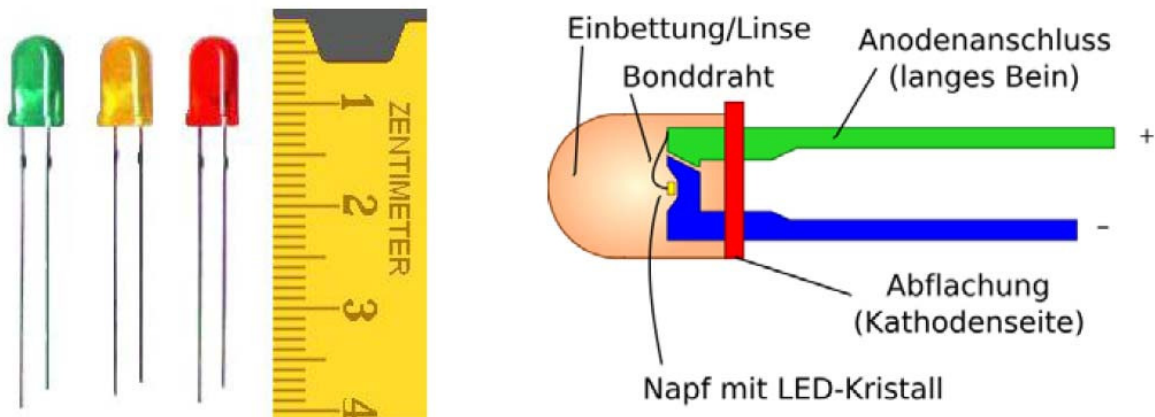 1
2
3
4
ZENTIMETER
Einbettung/Linse
Bonddraht
Anodenanschluss
(langes Bein)
+
–
Abflachung
(Kathodenseite)
Napf mit LED-Kristall